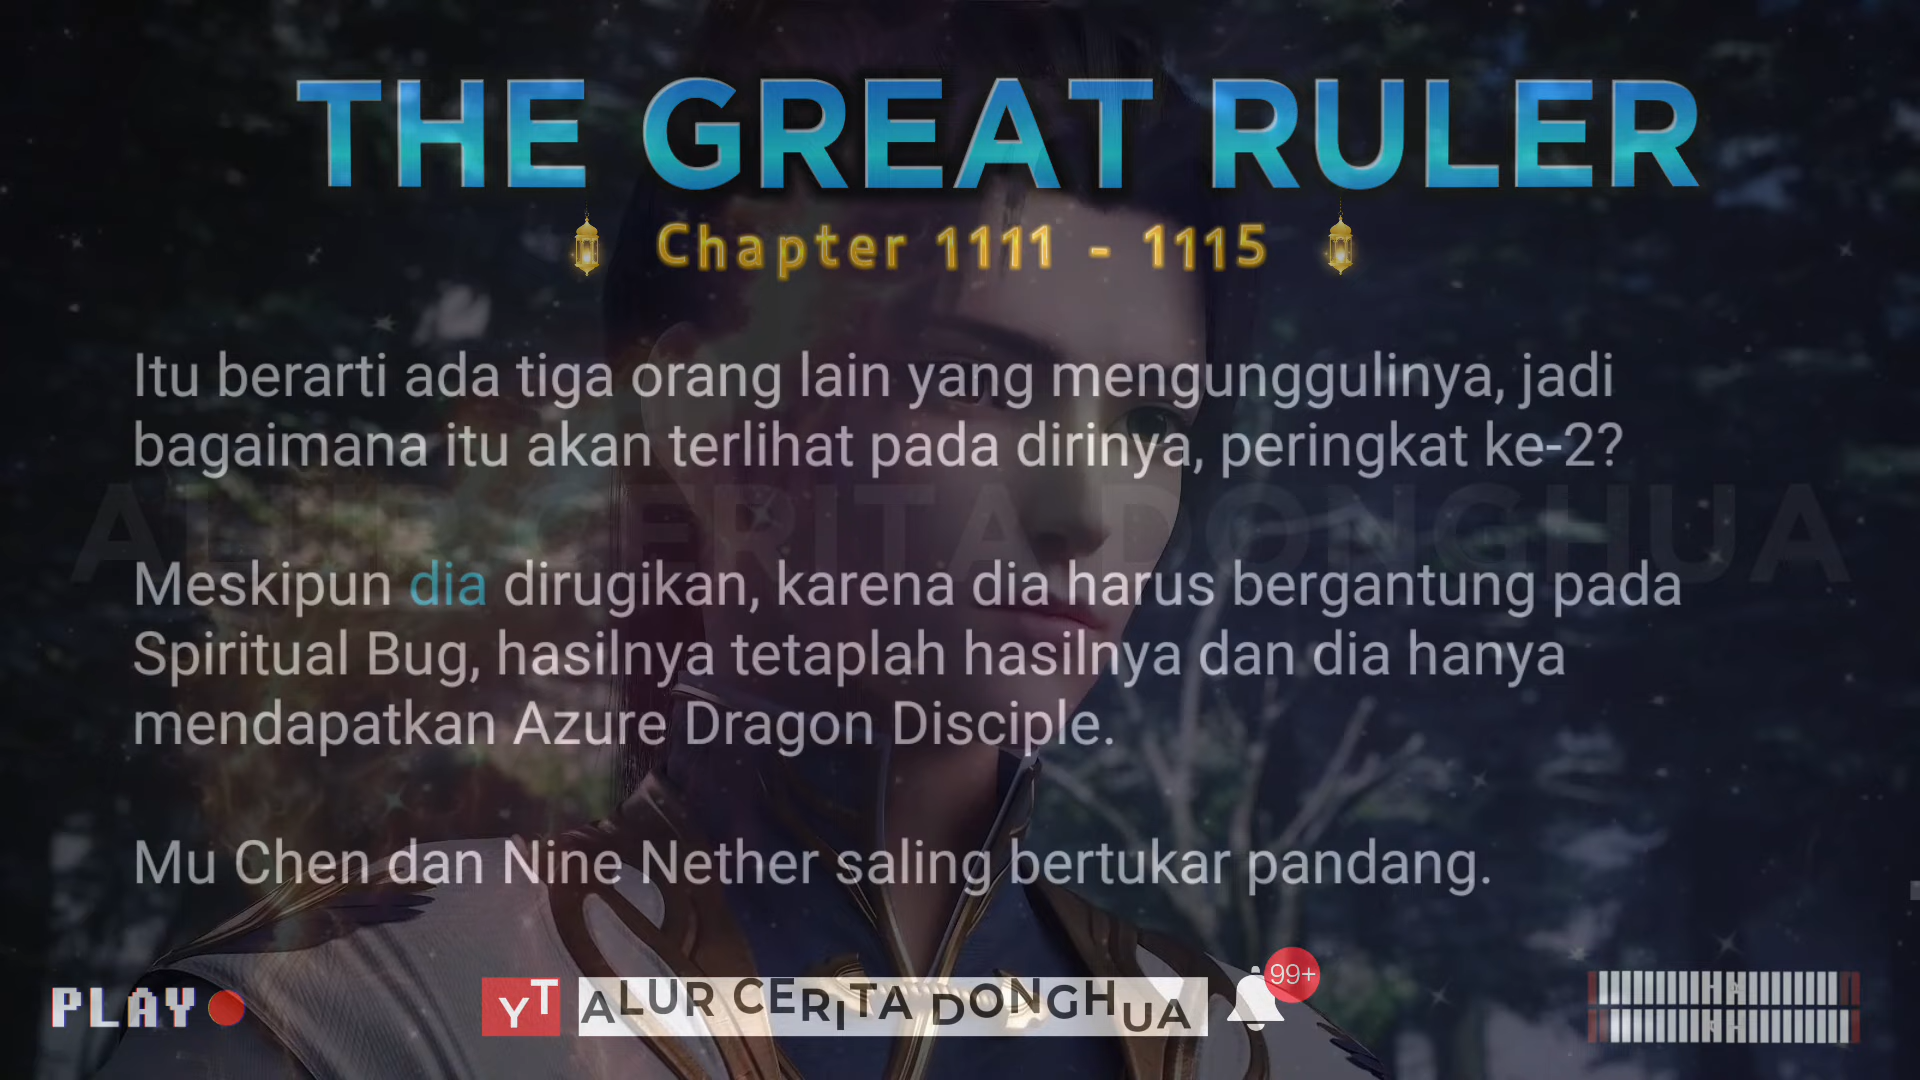 THE GREAT RULER
Chapter 1111 - 1115
Itu berarti ada tiga orang lain yang mengunggulinya, jadi
bagaimana itu akan terlihat pada dirinya, peringkat ke-2?
ALUR CERITA DONGHUA
Meskipun dia dirugikan, karena dia harus bergantung pada
Spiritual Bug, hasilnya tetaplah hasilnya dan dia hanya
mendapatkan Azure Dragon Disciple.
Mu Chen dan Nine Nether saling bertukar pandang.
PLAY
YT ALUR CERITA DONGHUA
99+